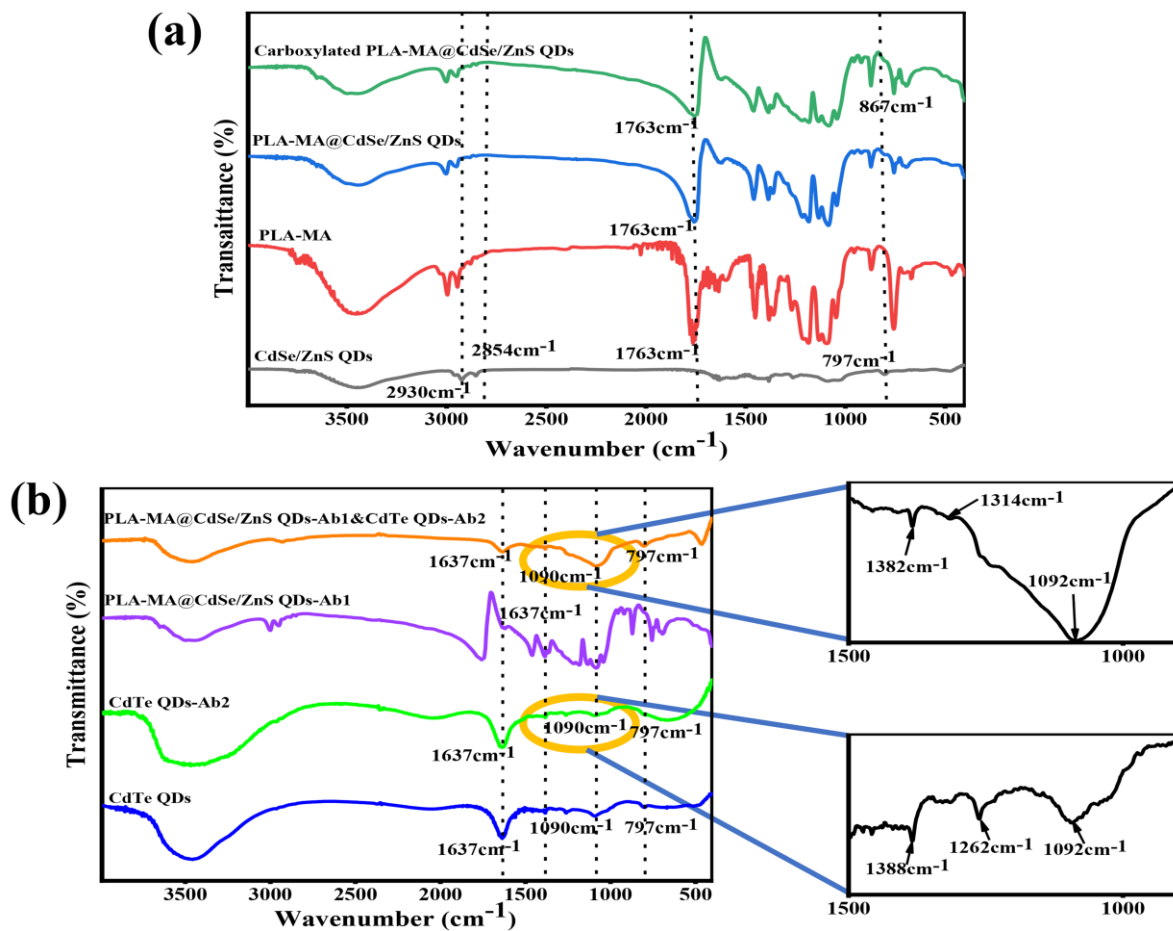 (a)
Carboxylated PLA-MA@CdSe/ZnS QDs
867cm-1
1763cm-1
PLA-MA@CdSe/ZnS QDs
1763cm-1
PLA-MA
2854cm-1
1763cm-1
797cm-1
CdSe/ZnS QDs
2930cm-1
Transaittance (%)
3500 3000 2500 2000 1500 1000 500
Wavenumber (cm-1)
(b)
PLA-MA@CdSe/ZnS QDs-Ab1&CdTe QDs-Ab2
1637cm-1
1090cm-1
797cm-1
PLA-MA@CdSe/ZnS QDs-Ab1
1637cm-1
CdTe QDs-Ab2
1637cm-1
1090cm-1
797cm-1
CdTe QDs
1637cm-1
1090cm-1
797cm-1
Transmittance (%)
3500 3000 2500 2000 1500 1000 500
Wavenumber (cm-1)
1314cm-1
1382cm-1
1092cm-1
1500 1000
1388cm-1
1262cm-1
1092cm-1
1500 1000